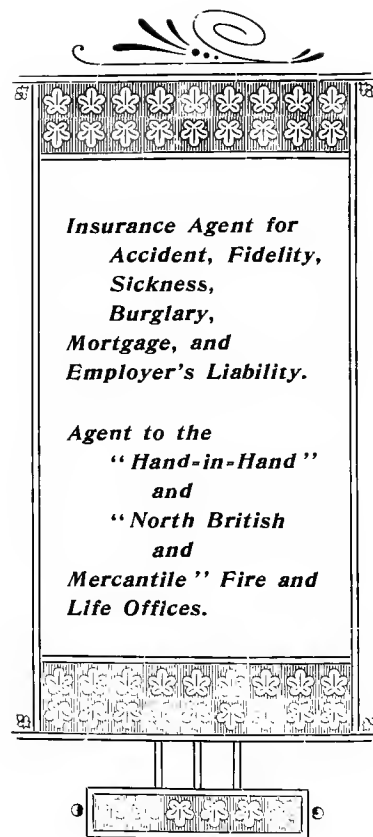 Insurance Agent for
Accident, Fidelity,
Sickness,
Burglary,
Mortgage, and
Employer's Liability.
Agent to the
"Hand-in-Hand"
and
"North British
and
Mercantile" Fire and
Life Offices.